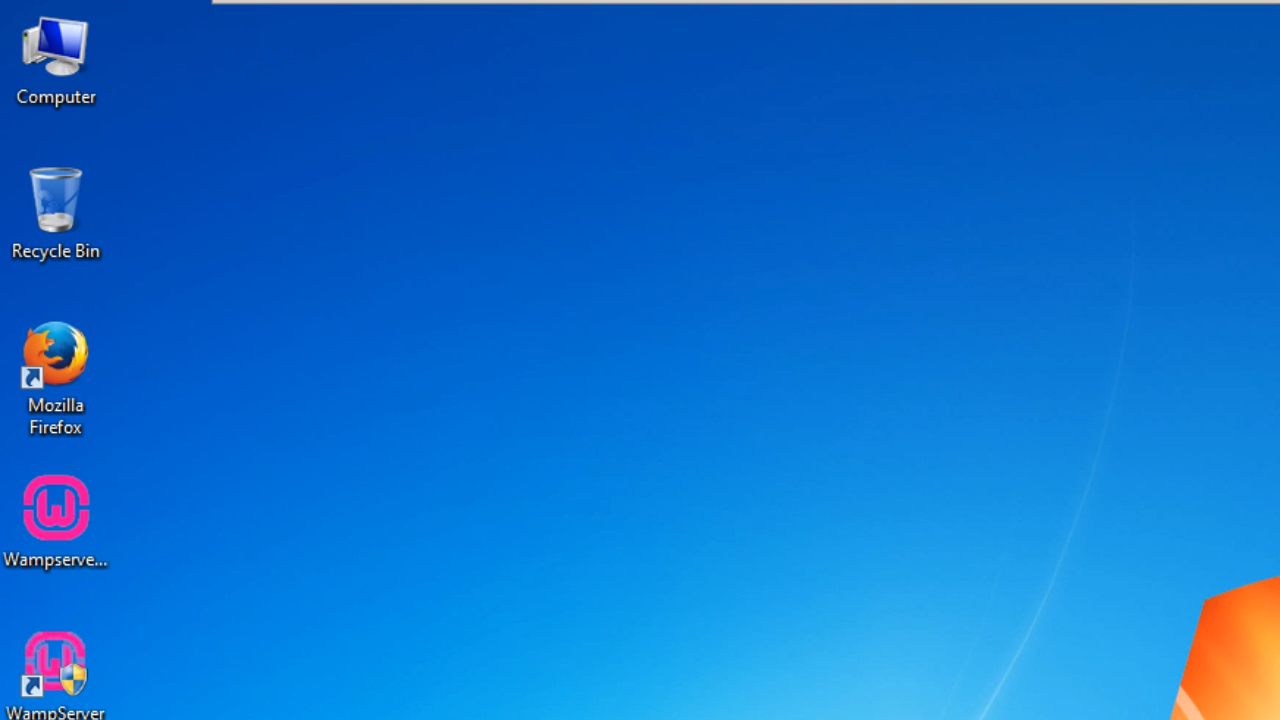 Computer
Recycle Bin
Mozilla
Firefox
Wampserve...
WampServer